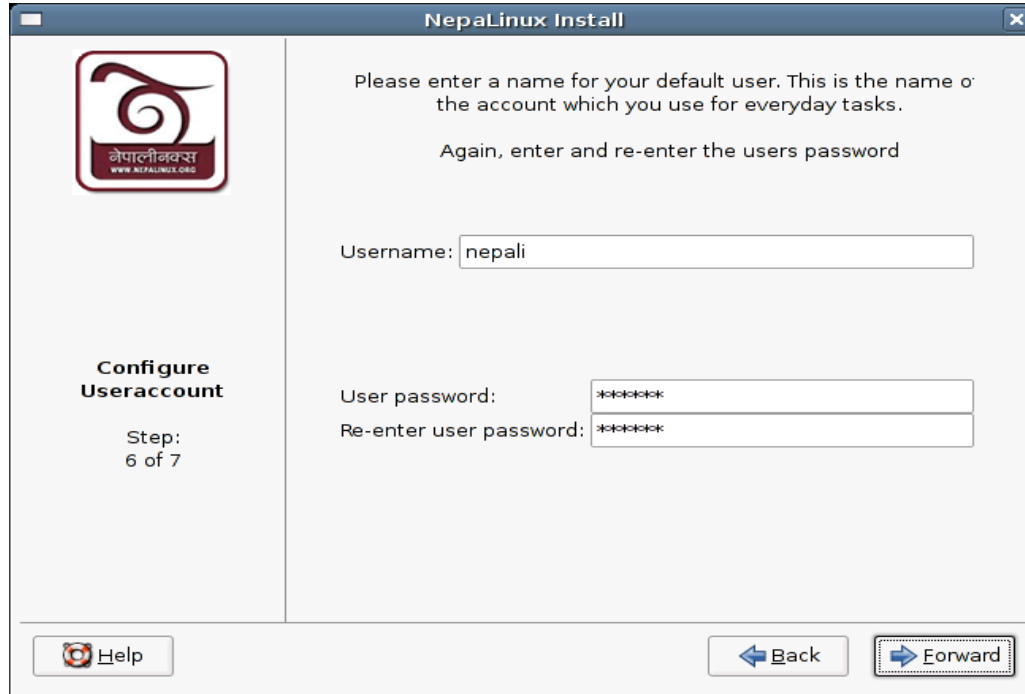 NepaLinux Install
नेपालीनक्स
WWW.NEPALINUX.ORG
Please enter a name for your default user. This is the name o
the account which you use for everyday tasks.
Again, enter and re-enter the users password
Username: nepali
Configure
Useraccount
Step:
6 of 7
User password: ******
Re-enter user password: ******
Help
Back
Forward